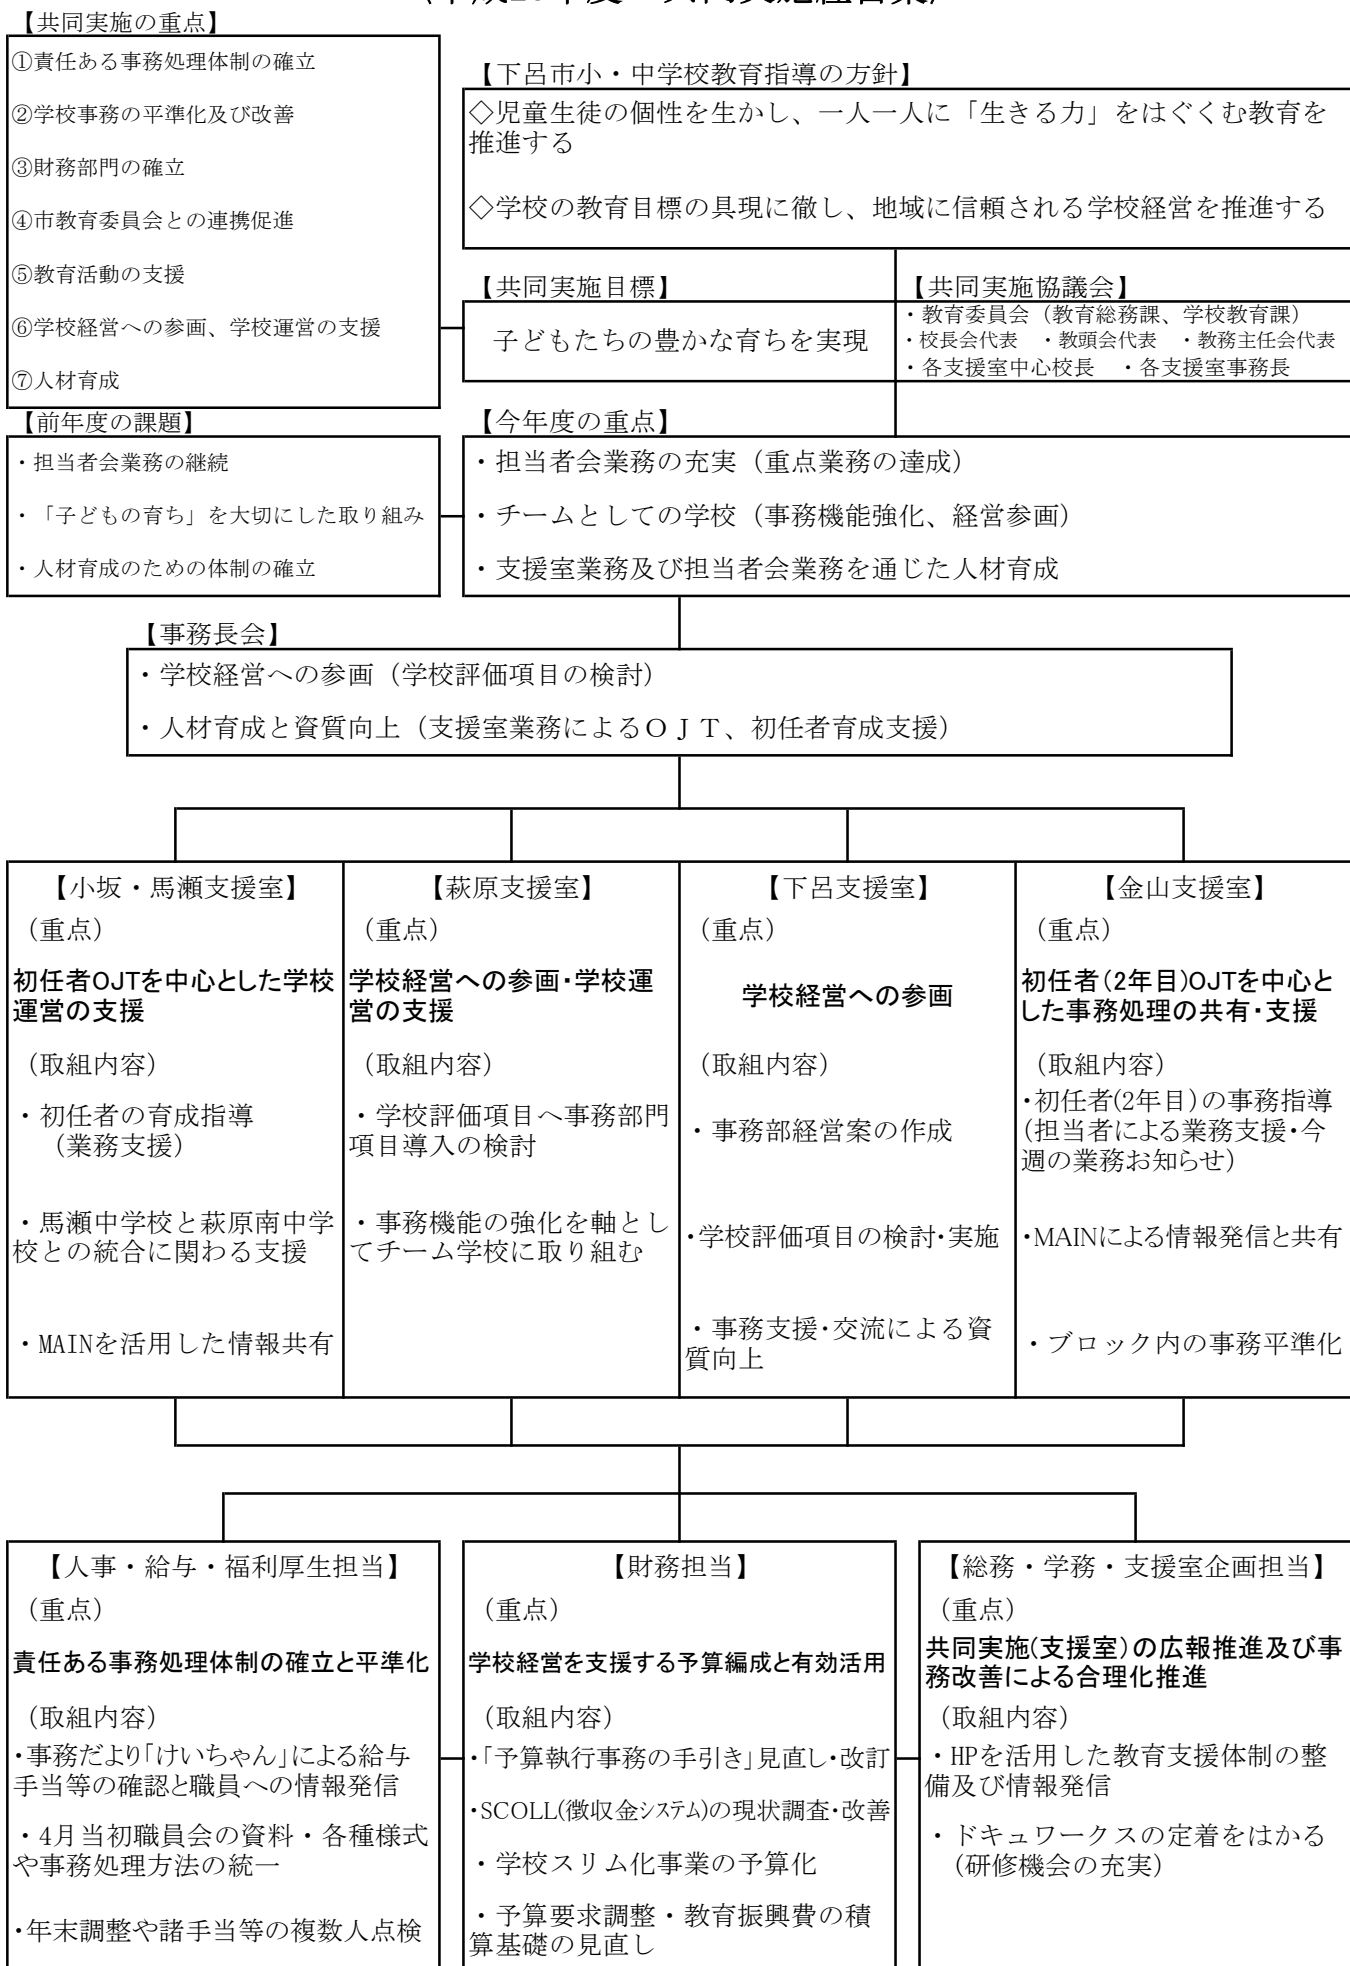 【共同実施の重点】
①責任ある事務処理体制の確立
②学校事務の平準化及び改善
③財務部門の確立
④市教育委員会との連携促進
⑤教育活動の支援
⑥学校経営への参画、学校運営の支援
⑦人材育成
【下呂市小・中学校教育指導の方針】
◇児童生徒の個性を生かし、一人一人に「生きる力」をはぐくむ教育を
推進する
◇学校の教育目標の具現に徹し、地域に信頼される学校経営を推進する
【共同実施目標】
子どもたちの豊かな育ちを実現
【共同実施協議会】
・教育委員会（教育総務課、学校教育課）
・校長会代表　・教頭会代表　・教務主任会代表
・各支援室中心校長　・各支援室事務長
【前年度の課題】
・担当者会業務の継続
・「子どもの育ち」を大切にした取り組み
・人材育成のための体制の確立
【今年度の重点】
・担当者会業務の充実（重点業務の達成）
・チームとしての学校（事務機能強化、経営参画）
・支援室業務及び担当者会業務を通じた人材育成
【事務長会】
・学校経営への参画（学校評価項目の検討）
・人材育成と資質向上（支援室業務によるＯＪＴ、初任者育成支援）
【小坂・馬瀬支援室】
（重点）
初任者OJTを中心とした学校
運営の支援
（取組内容）
・初任者の育成指導
（業務支援）
・馬瀬中学校と萩原南中学
校との統合に関わる支援
・MAINを活用した情報共有
【萩原支援室】
（重点）
学校経営への参画・学校運
営の支援
（取組内容）
・学校評価項目へ事務部門
項目導入の検討
・事務機能の強化を軸とし
てチーム学校に取り組む
【下呂支援室】
（重点）
学校経営への参画
（取組内容）
・事務部経営案の作成
・学校評価項目の検討・実施
・事務支援・交流による資
質向上
【金山支援室】
（重点）
初任者（2年目）OJTを中心と
した事務処理の共有・支援
（取組内容）
・初任者(2年目）の事務指導
（担当者による業務支援・今
週の業務お知らせ）
・MAINによる情報発信と共有
・ブロック内の事務平準化
【人事・給与・福利厚生担当】
（重点）
責任ある事務処理体制の確立と平準化
（取組内容）
・事務だより「けいちゃん」による給与
手当等の確認と職員への情報発信
・4月当初職員会の資料・各種様式
や事務処理方法の統一
・年末調整や諸手当等の複数人点検
【財務担当】
（重点）
学校経営を支援する予算編成と有効活用
（取組内容）
・「予算執行事務の手引き」見直し・改訂
・SCOLL(徴収金システム)の現状調査・改善
・学校スリム化事業の予算化
・予算要求調整・教育振興費の積
算基礎の見直し
【総務・学務・支援室企画担当】
（重点）
共同実施(支援室）の広報推進及び事
務改善による合理化推進
（取組内容）
・HPを活用した教育支援体制の整
備及び情報発信
・ドキュワークスの定着をはかる
（研修機会の充実）